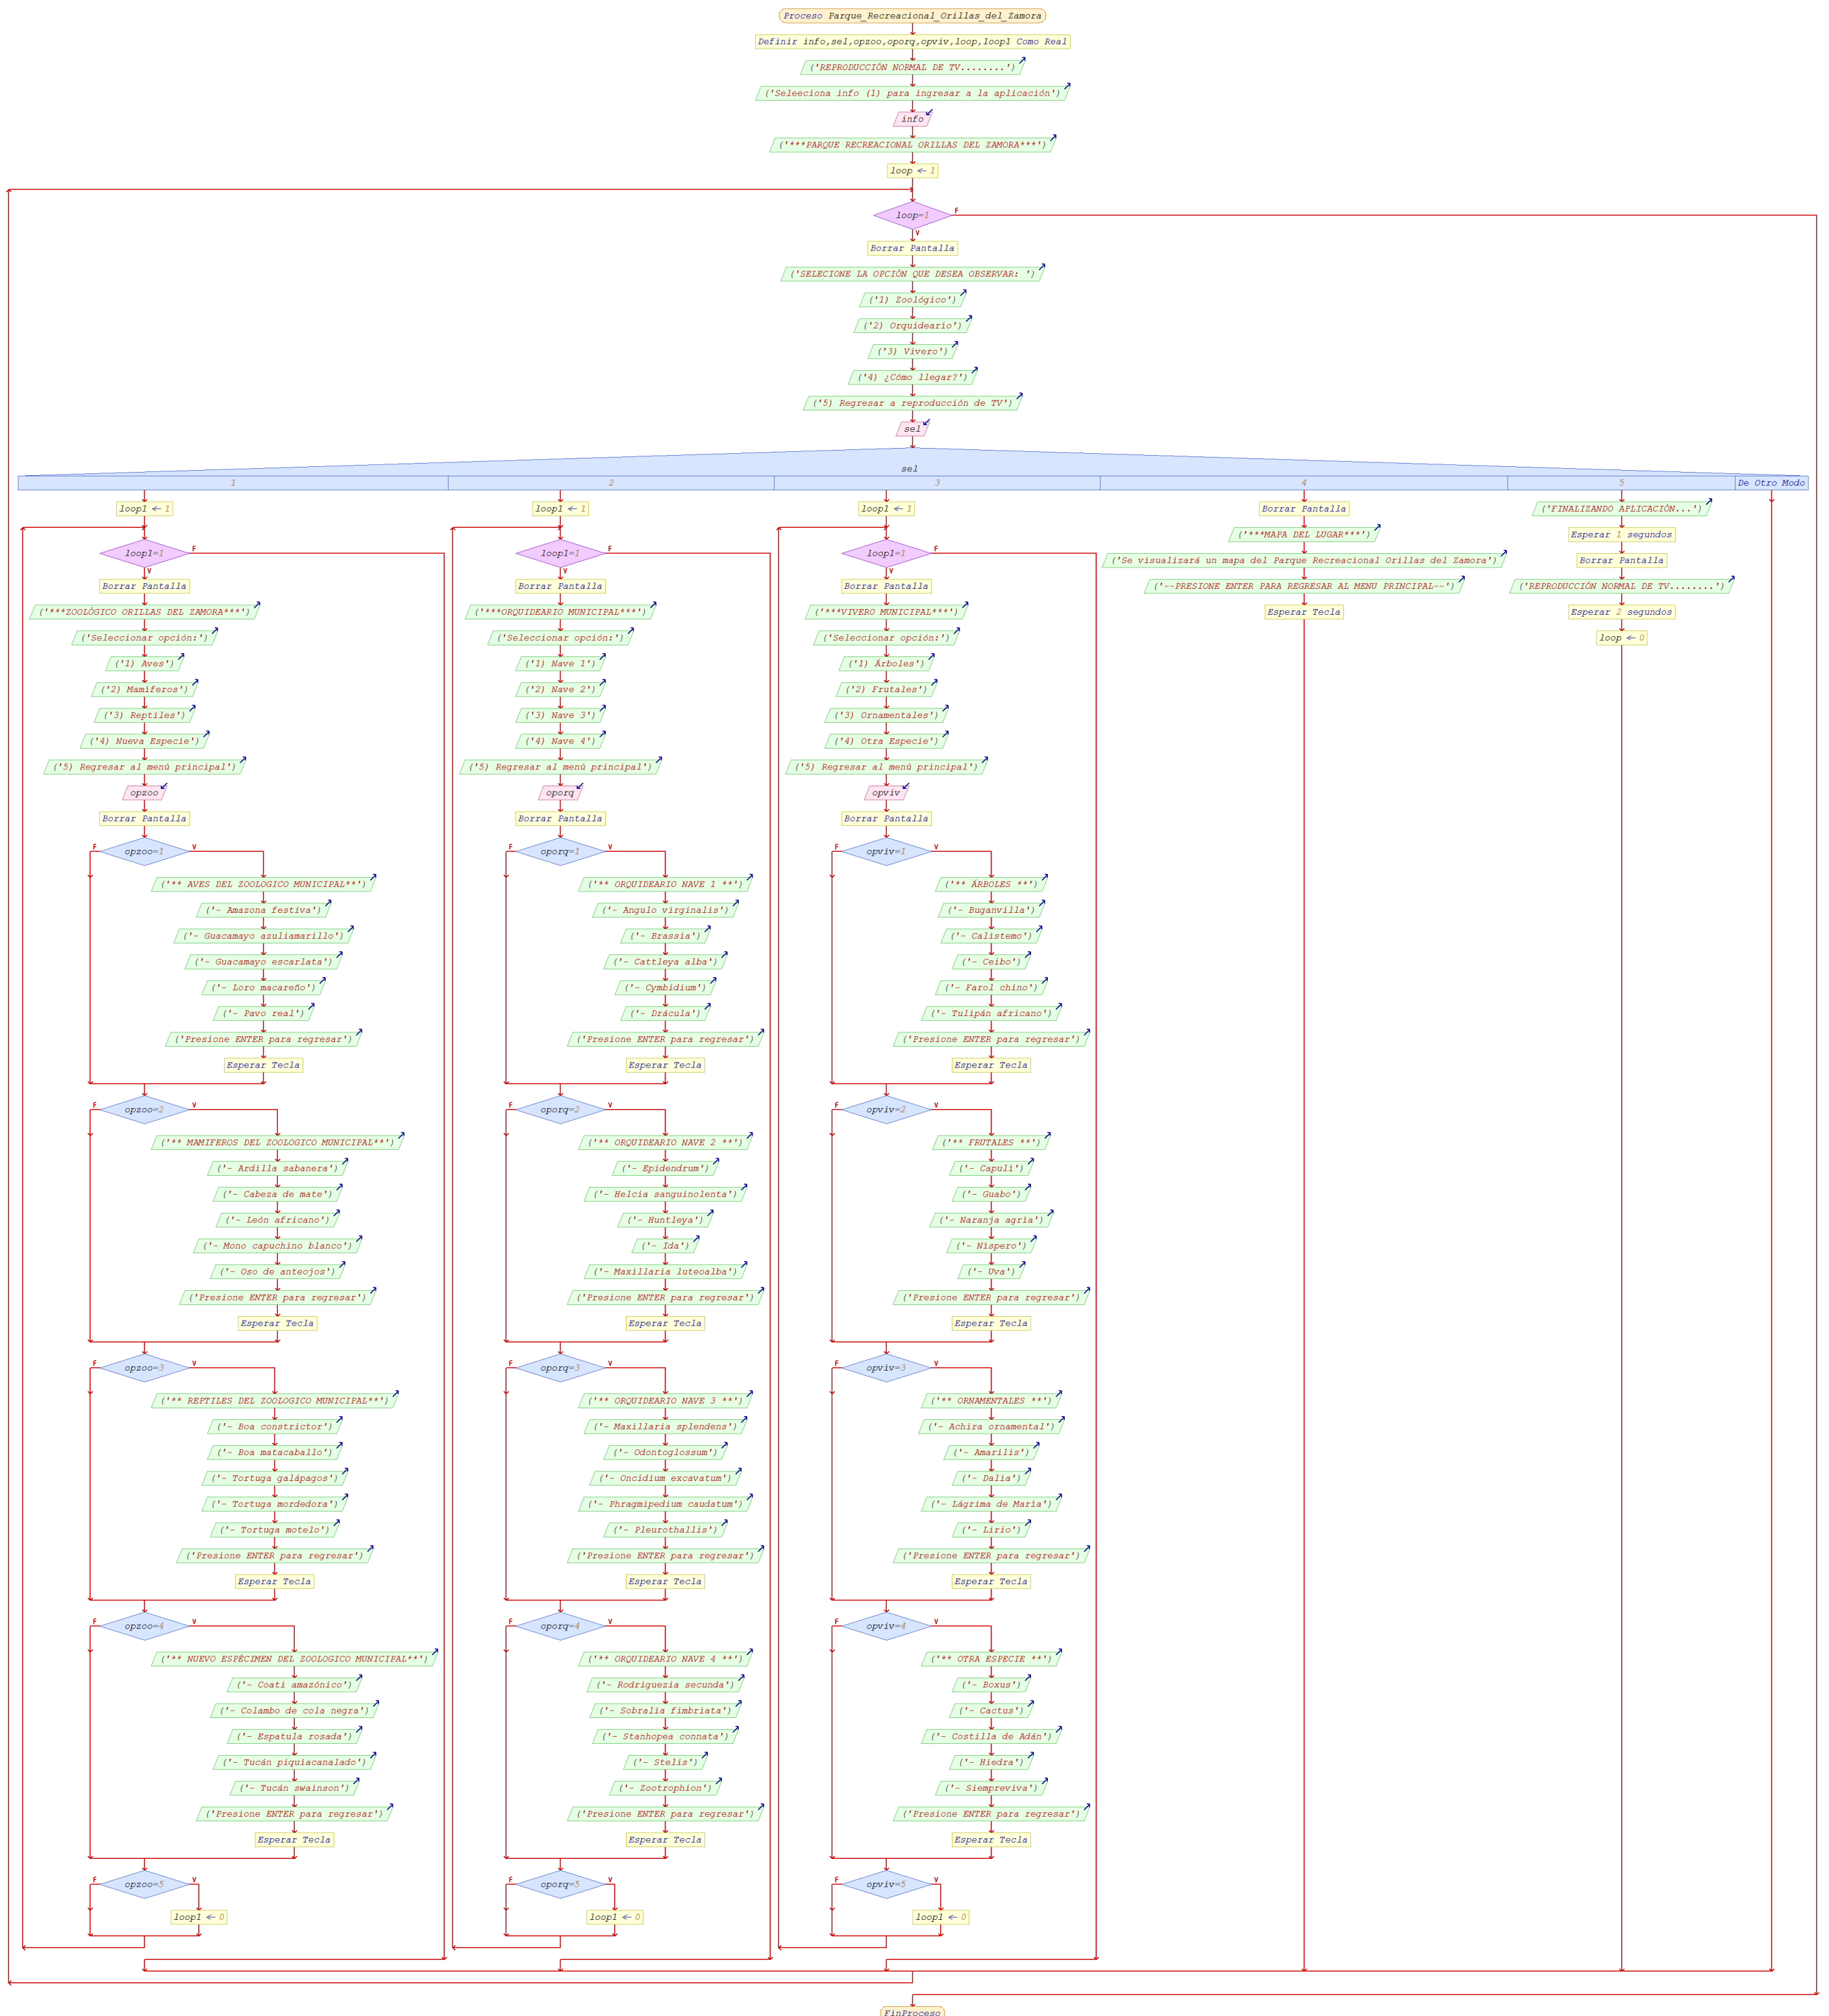 Proceso Parque_Recreacional_Orillas_del_Zamora
Definir info,sel,opzoo,oporq,opviv,loop,loop1 Como Real
('REPRODUCCIÓN NORMAL DE TV........')
('Seleeciona info (1) para ingresar a la aplicación')
info
('***PARQUE RECREACIONAL ORILLAS DEL ZAMORA***')
loop ← 1
loop=1
F
V
Borrar Pantalla
('SELECIONE LA OPCIÓN QUE DESEA OBSERVAR: ')
('1) Zoológico')
('2) Orquideario')
('3) Vivero')
('4) ¿Cómo llegar?')
('5) Regresar a reproducción de TV')
sel
sel
1
2
3
4
5
De Otro Modo
loop1 ← 1
loop1=1
F
V
Borrar Pantalla
('***ZOOLÓGICO ORILLAS DEL ZAMORA***')
('Seleccionar opción:')
('1) Aves')
('2) Mamíferos')
('3) Reptiles')
('4) Nueva Especie')
('5) Regresar al menú principal')
opzoo
Borrar Pantalla
opzoo=1
F
V
('** AVES DEL ZOOLOGICO MUNICIPAL**')
('- Amazona festiva')
('- Guacamayo azuliamarillo')
('- Guacamayo escarlata')
('- Loro macareño')
('- Pavo real')
('Presione ENTER para regresar')
Esperar Tecla
opzoo=2
F
V
('** MAMIFEROS DEL ZOOLOGICO MUNICIPAL**')
('- Ardilla sabanera')
('- Cabeza de mate')
('- León africano')
('- Mono capuchino blanco')
('- Oso de anteojos')
('Presione ENTER para regresar')
Esperar Tecla
opzoo=3
F
V
('** REPTILES DEL ZOOLOGICO MUNICIPAL**')
('- Boa constrictor')
('- Boa matacaballo')
('- Tortuga galápagos')
('- Tortuga mordedora')
('- Tortuga motelo')
('Presione ENTER para regresar')
Esperar Tecla
opzoo=4
F
V
('** NUEVO ESPÉCIMEN DEL ZOOLOGICO MUNICIPAL**')
('- Coati amazónico')
('- Colambo de cola negra')
('- Espatula rosada')
('- Tucán piquiacanalado')
('- Tucán swainson')
('Presione ENTER para regresar')
Esperar Tecla
opzoo=5
F
V
loop1 ← 0
loop1 ← 1
loop1=1
F
V
Borrar Pantalla
('***ORQUIDEARIO MUNICIPAL***')
('Seleccionar opción:')
('1) Nave 1')
('2) Nave 2')
('3) Nave 3')
('4) Nave 4')
('5) Regresar al menú principal')
oporq
Borrar Pantalla
oporq=1
F
V
('** ORQUIDEARIO NAVE 1 **')
('- Angulo virginalis')
('- Brassia')
('- Cattleya alba')
('- Cymbidium')
('- Drácula')
('Presione ENTER para regresar')
Esperar Tecla
oporq=2
F
V
('** ORQUIDEARIO NAVE 2 **')
('- Epidendrum')
('- Helcia sanguinolenta')
('- Huntleya')
('- Ida')
('- Maxillaria luteoalba')
('Presione ENTER para regresar')
Esperar Tecla
oporq=3
F
V
('** ORQUIDEARIO NAVE 3 **')
('- Maxillaria splendens')
('- Odontoglossum')
('- Oncidium excavatum')
('- Phragmipedium caudatum')
('- Pleurothallis')
('Presione ENTER para regresar')
Esperar Tecla
oporq=4
F
V
('** ORQUIDEARIO NAVE 4 **')
('- Rodriguezia secunda')
('- Sobralia fimbriata')
('- Stanhopea connata')
('- Stelis')
('- Zootrophion')
('Presione ENTER para regresar')
Esperar Tecla
oporq=5
F
V
loop1 ← 0
loop1 ← 1
loop1=1
F
V
Borrar Pantalla
('***VIVERO MUNICIPAL***')
('Seleccionar opción:')
('1) Árboles')
('2) Frutales')
('3) Ornamentales')
('4) Otra Especie')
('5) Regresar al menú principal')
opviv
Borrar Pantalla
opviv=1
F
V
('** ÁRBOLES **')
('- Buganvilla')
('- Calistemo')
('- Ceibo')
('- Farol chino')
('- Tulipán africano')
('Presione ENTER para regresar')
Esperar Tecla
opviv=2
F
V
('** FRUTALES **')
('- Capulí')
('- Guabo')
('- Naranja agria')
('- Níspero')
('- Uva')
('Presione ENTER para regresar')
Esperar Tecla
opviv=3
F
V
('** ORNAMENTALES **')
('- Achira ornamental')
('- Amarilis')
('- Dalia')
('- Lágrima de María')
('- Lirio')
('Presione ENTER para regresar')
Esperar Tecla
opviv=4
F
V
('** OTRA ESPECIE **')
('- Boxus')
('- Cactus')
('- Costilla de Adán')
('- Hiedra')
('- Siempreviva')
('Presione ENTER para regresar')
Esperar Tecla
opviv=5
F
V
loop1 ← 0
Borrar Pantalla
('***MAPA DEL LUGAR***')
('Se visualizará un mapa del Parque Recreacional Orillas del Zamora')
('--PRESIONE ENTER PARA REGRESAR AL MENU PRINCIPAL--')
Esperar Tecla
('FINALIZANDO APLICACIÓN...')
Esperar 1 segundos
Borrar Pantalla
('REPRODUCCIÓN NORMAL DE TV........')
Esperar 2 segundos
loop ← 0
FinProceso